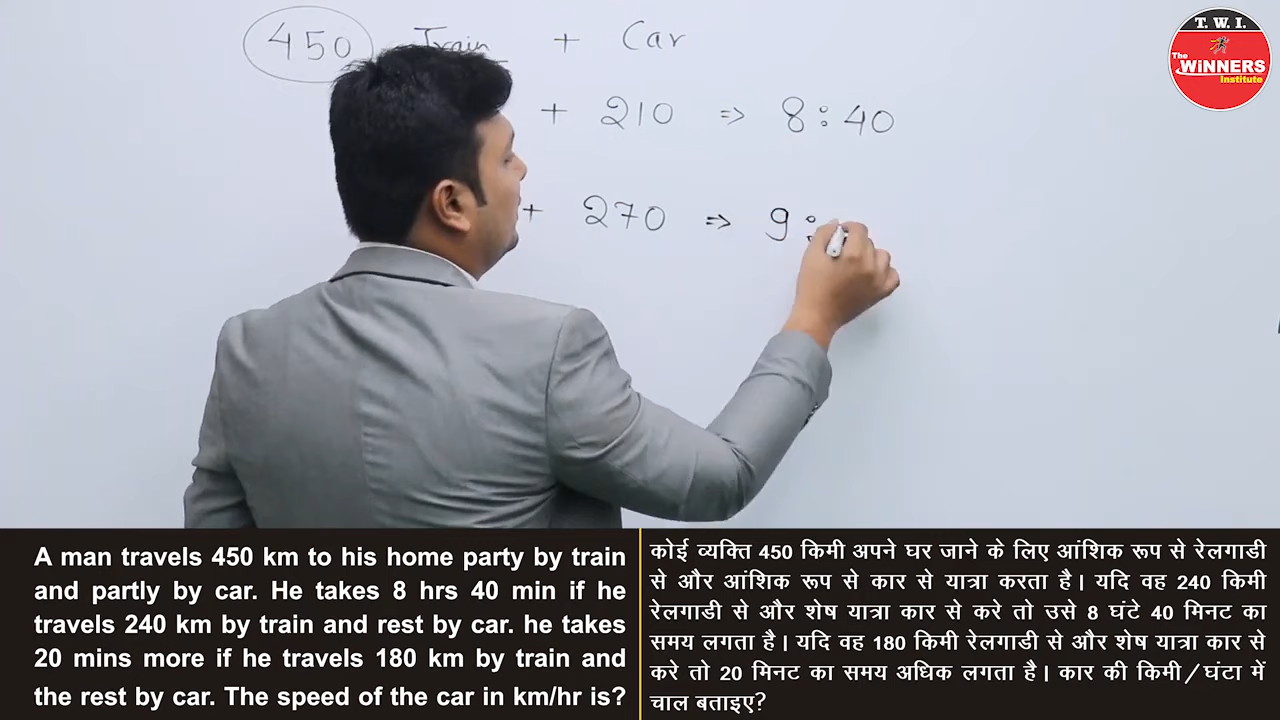 450 Train + Car
+ 210 ⇒ 8:40
+ 270 ⇒ 9:
T. W. I.
The
WiNNERS
Institute
A man travels 450 km to his home party by train
and partly by car. He takes 8 hrs 40 min if he
travels 240 km by train and rest by car. he takes
20 mins more if he travels 180 km by train and
the rest by car. The speed of the car in km/hr is?
कोई व्यक्ति 450 किमी अपने घर जाने के लिए आंशिक रूप से रेलगाडी
से और आंशिक रूप से कार से यात्रा करता है। यदि वह 240 किमी
रेलगाडी से और शेष यात्रा कार से करे तो उसे 8 घंटे 40 मिनट का
समय लगता है। यदि वह 180 किमी रेलगाडी से और शेष यात्रा कार से
करे तो 20 मिनट का समय अधिक लगता है। कार की किमी/घंटा में
चाल बताइए?